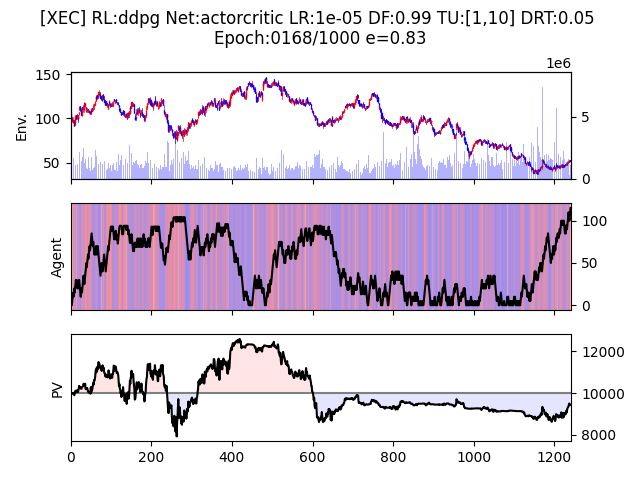 [XEC] RL:ddpg Net:actorcritic LR:1e-05 DF:0.99 TU:[1,10] DRT:0.05
Epoch:0168/1000 e=0.83
1e6
150
100
50
Env.
5
0
Agent
100
50
0
PV
12000
10000
8000
0 200 400 600 800 1000 1200